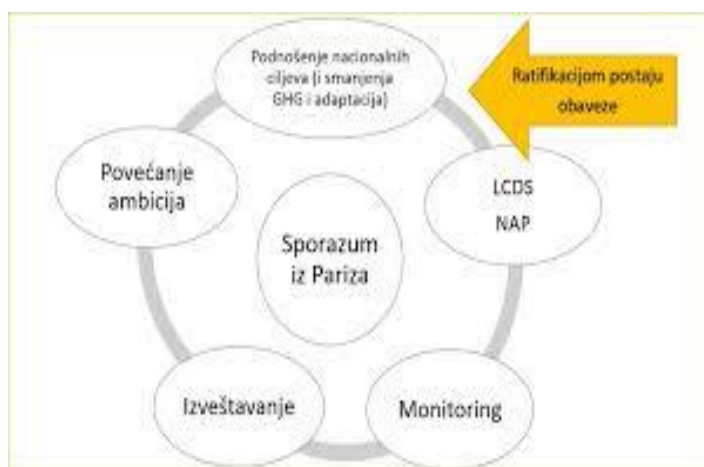 Podnošenje nacionalnih
ciljeva (i smanjenja
GHG i adaptacija)
Ratifikacijom postaju
obaveze
Povećanje
ambicija
LCDS
NAP
Sporazum
iz Pariza
Izveštavanje
Monitoring